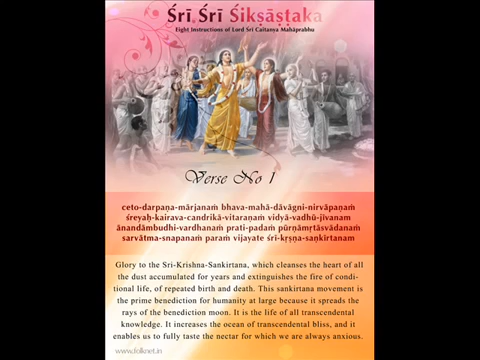 Śrī Śrī Śikṣāṣṭaka
Eight Instructions of Lord Śrī Caitanya Mahāprabhu
Verse No 1
ceto-darpaṇa-mārjanaṁ bhava-mahā-dāvāgni-nirvāpaṇaṁ
śreyaḥ-kairava-candrikā-vitaraṇaṁ vidyā-vadhū-jīvanam
ānandāmbudhi-vardhanaṁ prati-padaṁ pūrṇāmṛtāsvādanaṁ
sarvātma-snapanaṁ paraṁ vijayate śrī-kṛṣṇa-saṅkirtanam
Glory to the Sri-Krishna-Sankirtana, which cleanses the heart of all
the dust accumulated for years and extinguishes the fire of condi-
tional life, of repeated birth and death. This sankirtana movement is
the prime benediction for humanity at large because it spreads the
rays of the benediction moon. It is the life of all transcendental
knowledge. It increases the ocean of transcendental bliss, and it
enables us to fully taste the nectar for which we are always anxious.
www.folknet.in